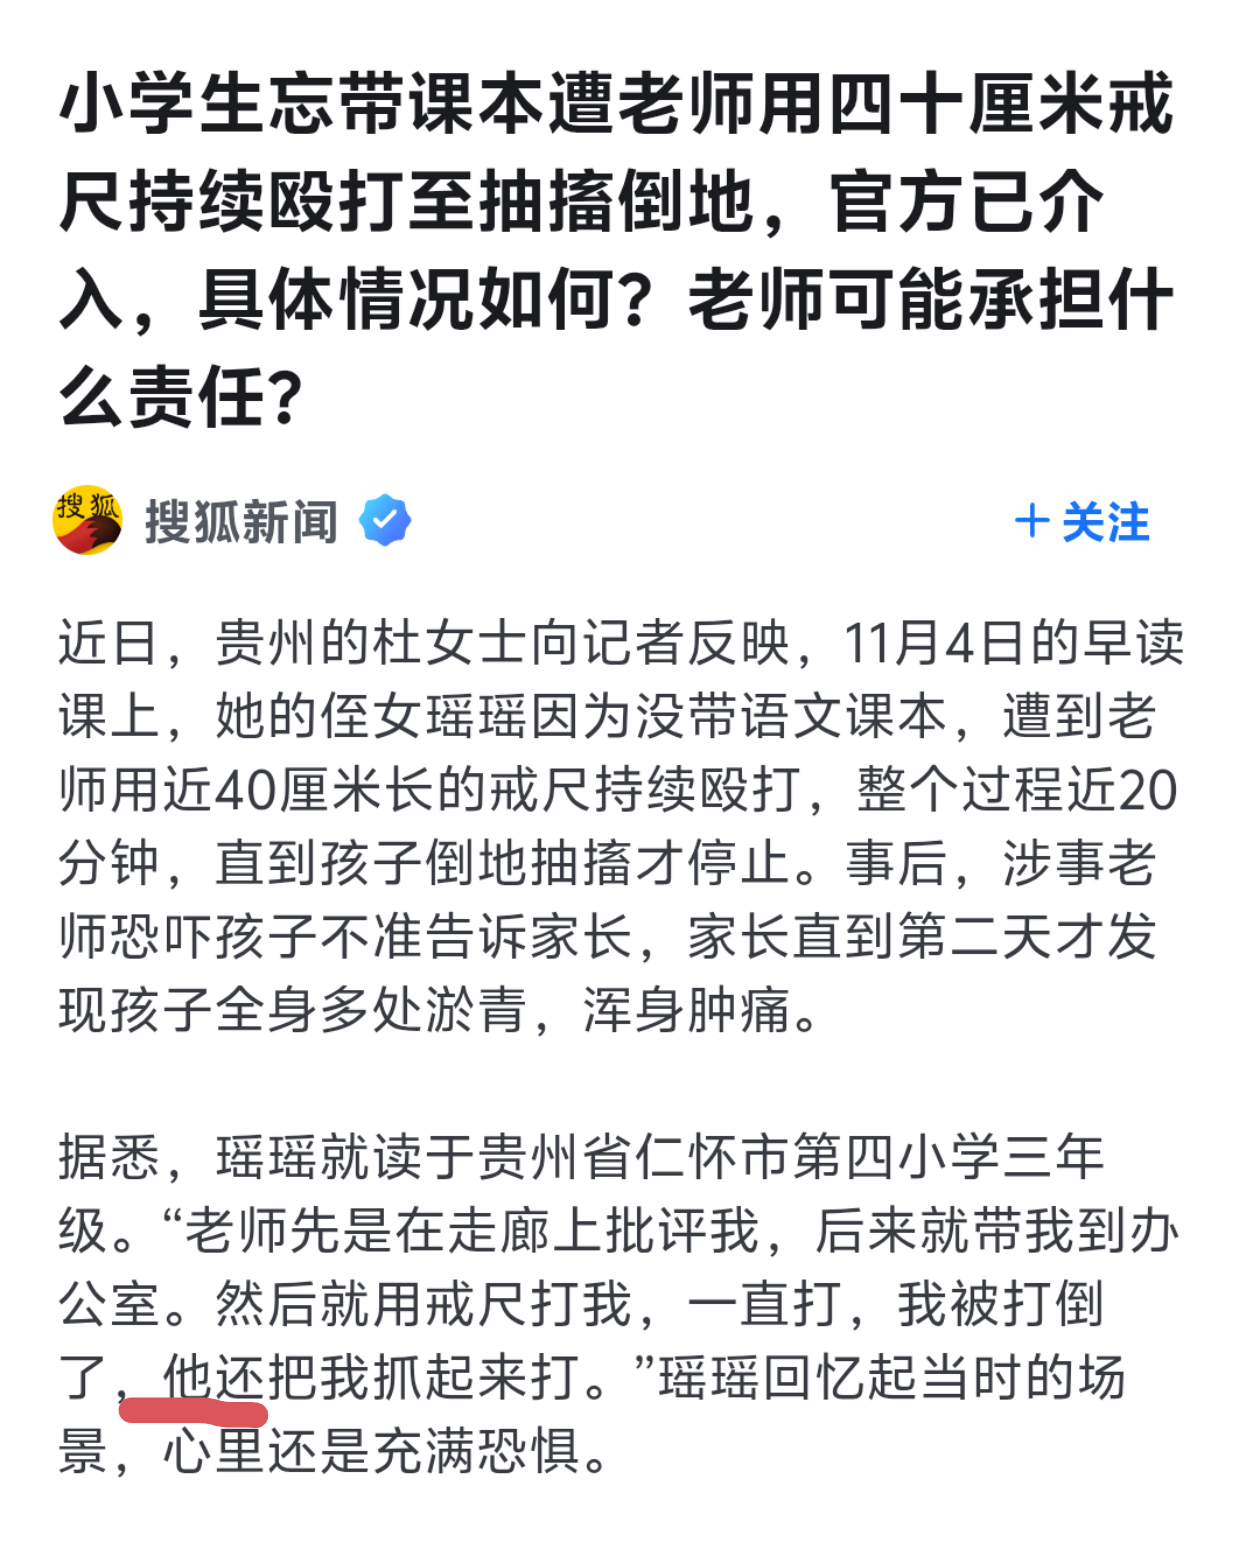 小学生忘带课本遭老师用四十厘米戒
尺持续殴打至抽搐倒地，官方已介
入，具体情况如何？老师可能承担什
么责任？
搜狐
搜狐新闻
+关注
近日，贵州的杜女士向记者反映，11月4日的早读
课上，她的侄女瑶瑶因为没带语文课本，遭到老
师用近40厘米长的戒尺持续殴打，整个过程近20
分钟，直到孩子倒地抽搐才停止。事后，涉事老
师恐吓孩子不准告诉家长，家长直到第二天才发
现孩子全身多处淤青，浑身肿痛。
据悉，瑶瑶就读于贵州省仁怀市第四小学三年
级。“老师先是在走廊上批评我，后来就带我到办
公室。然后就用戒尺打我，一直打，我被打倒
了，他还把我抓起来打。”瑶瑶回忆起当时的场
景，心里还是充满恐惧。